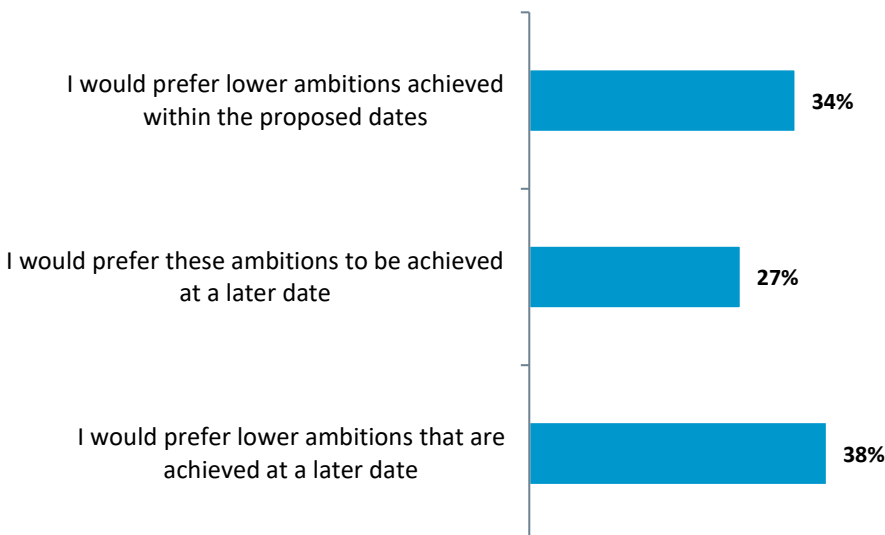 I would prefer lower ambitions achieved
within the proposed dates
34%
I would prefer these ambitions to be achieved
at a later date
27%
I would prefer lower ambitions that are
achieved at a later date
38%